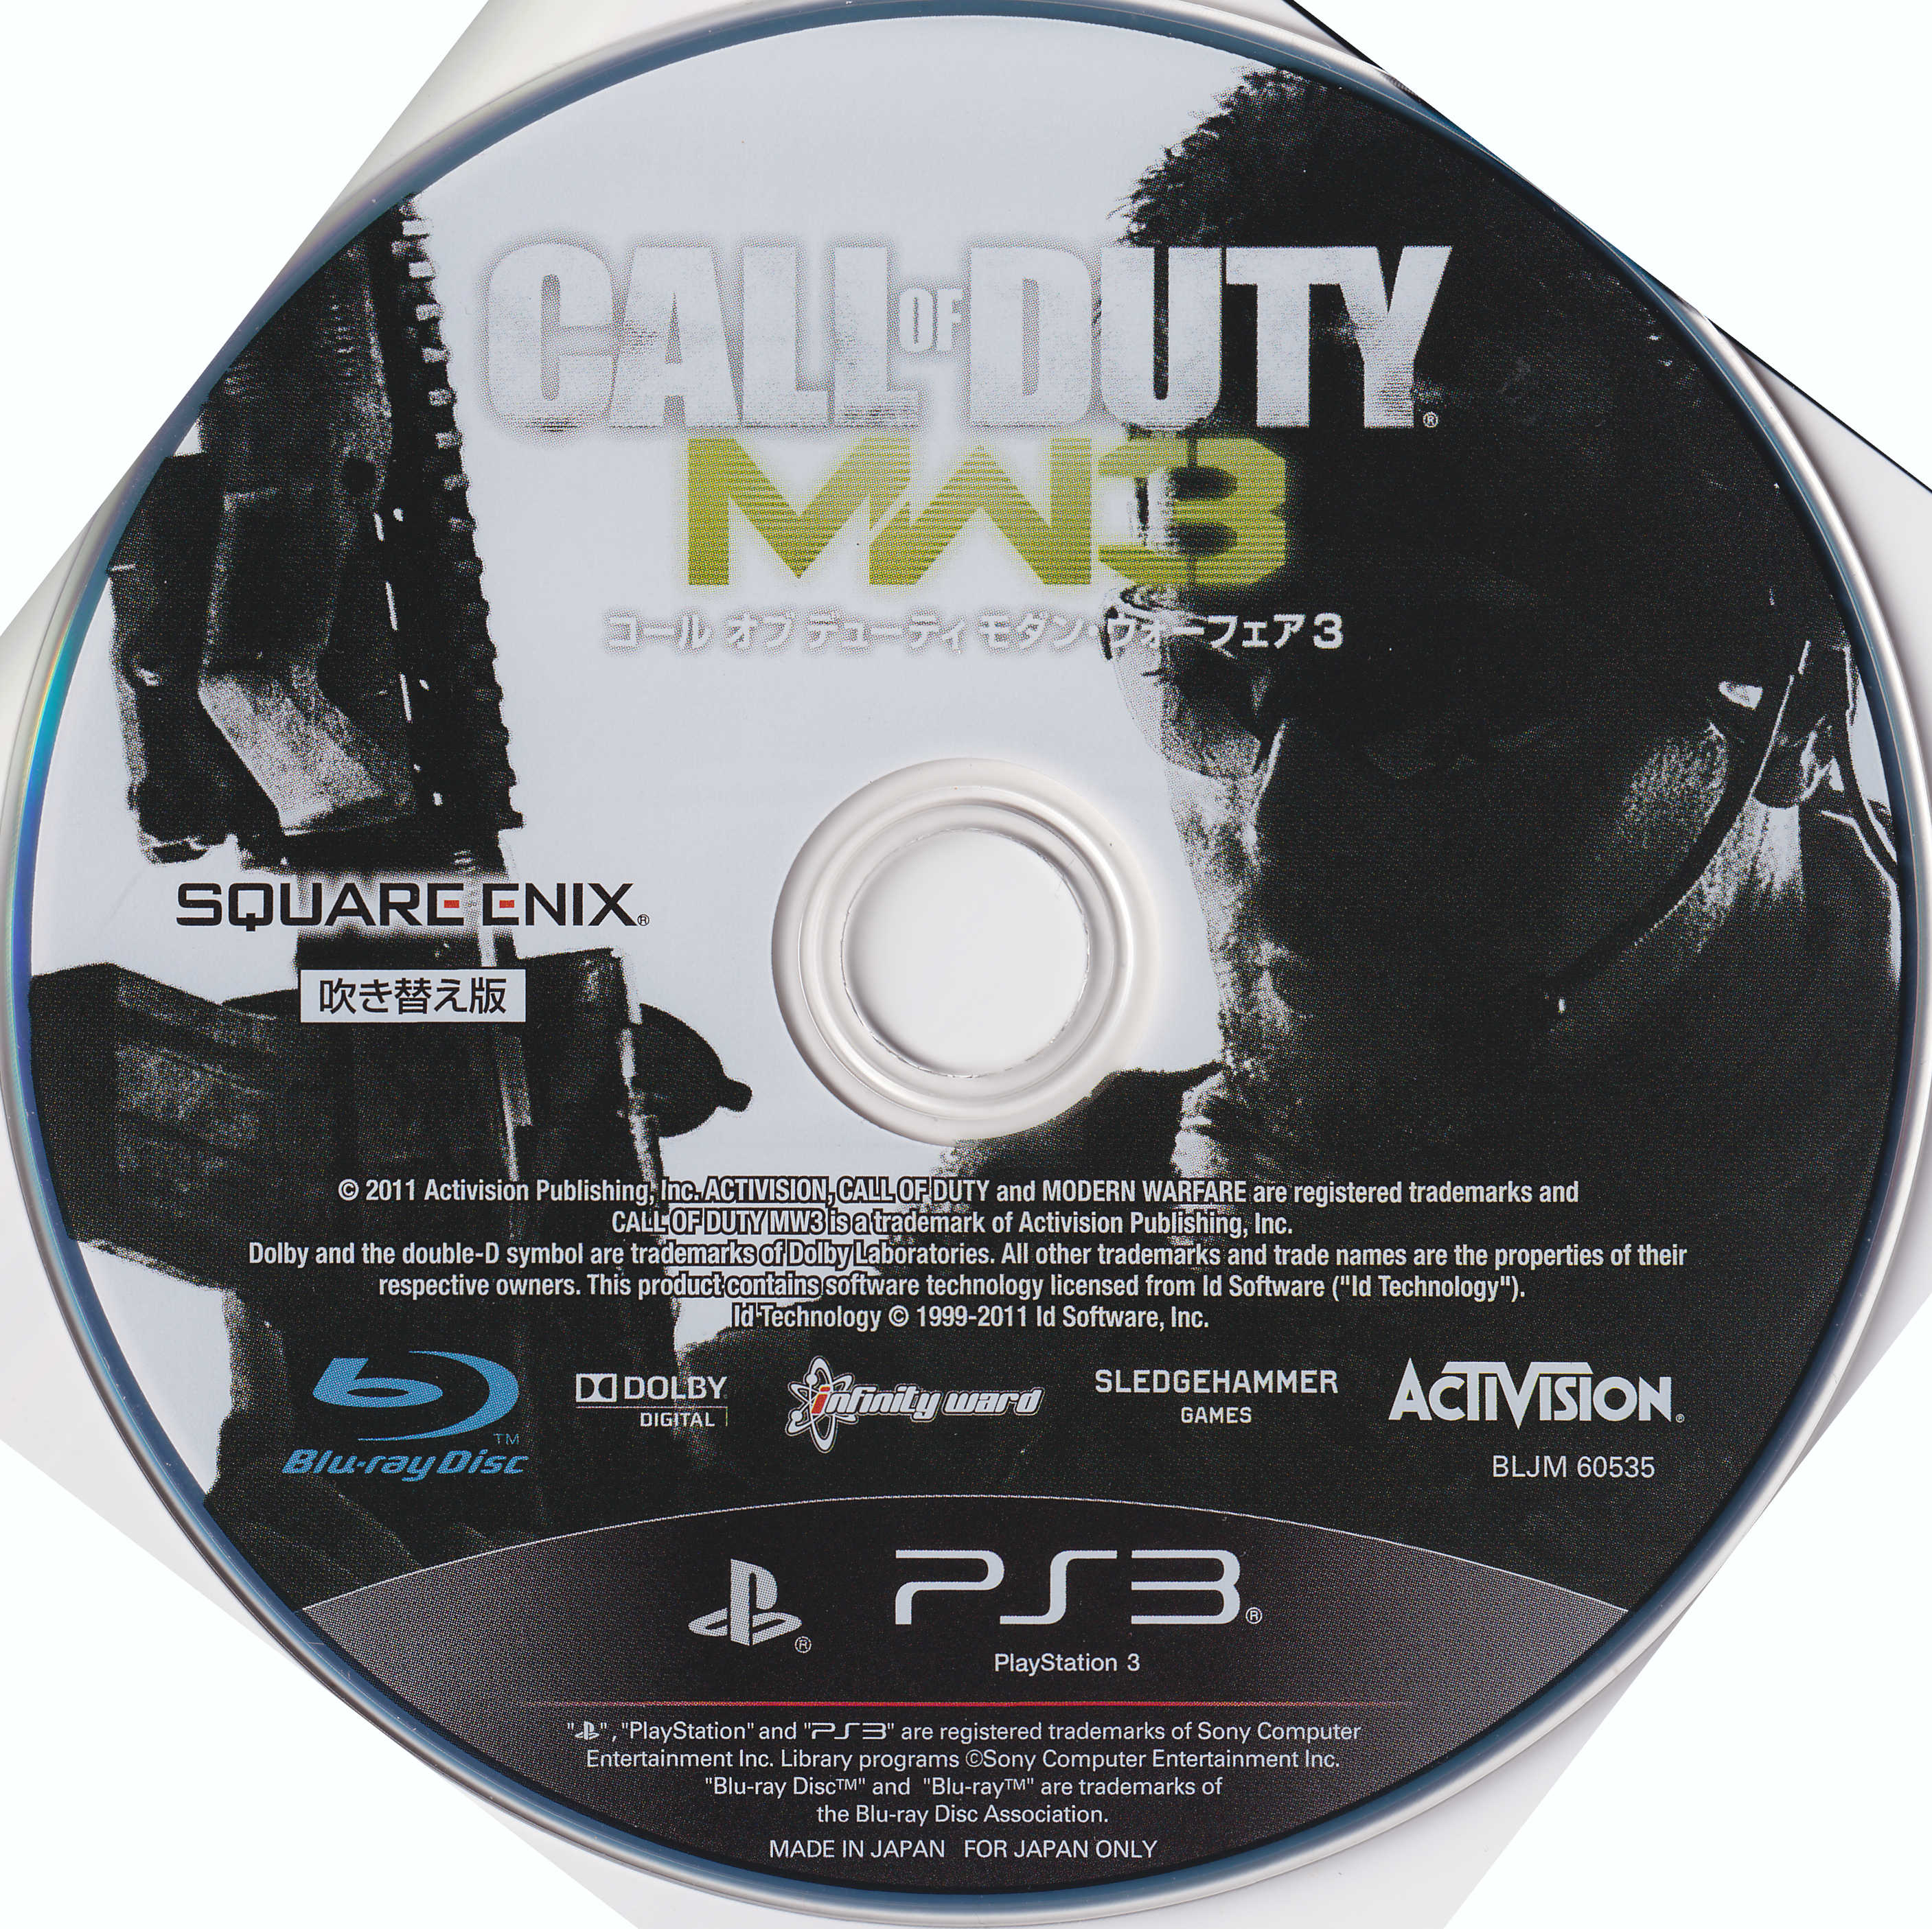 CALL OF DUTY®
MW3
コール オブ デューティ モダン・ウォーフェア3
SQUARE ENIX®
吹き替え版
© 2011 Activision Publishing, Inc. ACTIVISION, CALL OF DUTY and MODERN WARFARE are registered trademarks and
CALL OF DUTY MW3 is a trademark of Activision Publishing, Inc.
Dolby and the double-D symbol are trademarks of Dolby Laboratories. All other trademarks and trade names are the properties of their
respective owners. This product contains software technology licensed from Id Software ("Id Technology").
Id Technology © 1999-2011 Id Software, Inc.
Blu-ray Disc™
DOLBY
DIGITAL
infinity ward
SLEDGEHAMMER
GAMES
ACTIVISION®
BLJM 60535
PS3®
PlayStation 3
" ", "PlayStation" and "PS3" are registered trademarks of Sony Computer
Entertainment Inc. Library programs ©Sony Computer Entertainment Inc.
"Blu-ray Disc™" and "Blu-ray™" are trademarks of
the Blu-ray Disc Association.
MADE IN JAPAN FOR JAPAN ONLY